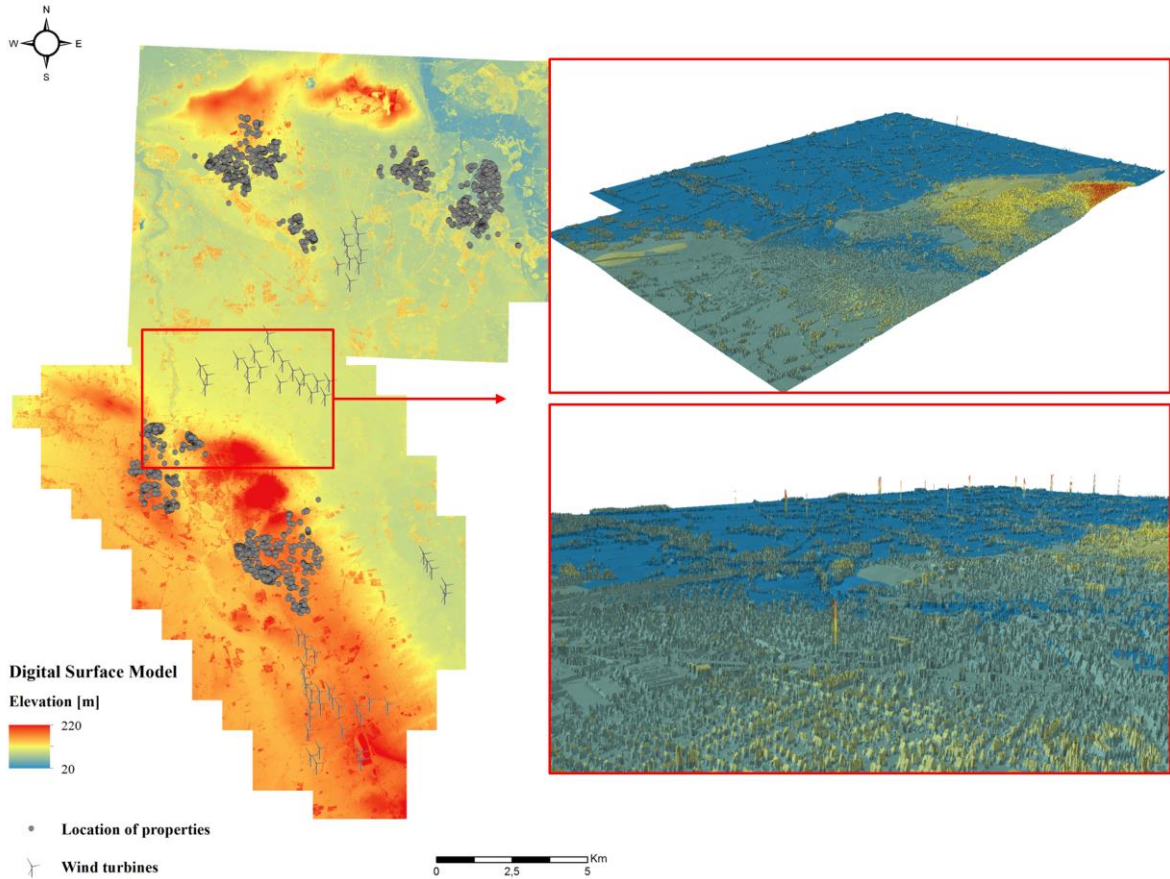 N
W E
S
Digital Surface Model
Elevation [m]
220
20
Location of properties
Wind turbines
Km
0 2,5 5